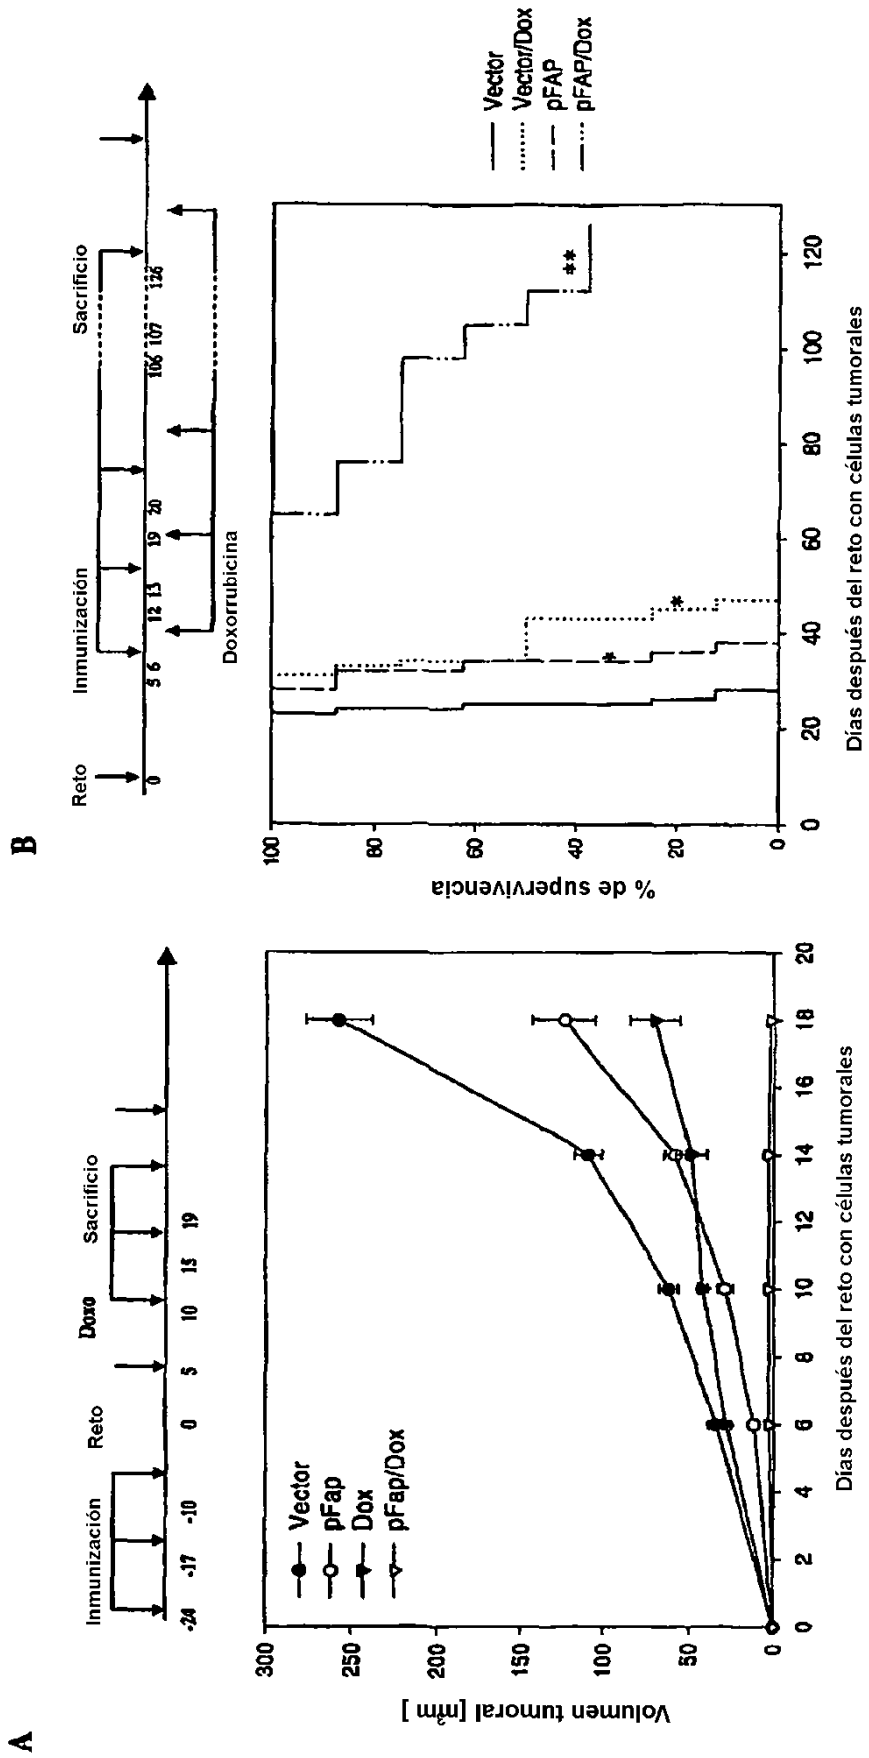 A
Inmunización
Reto
Doxo
Sacrificio
-24 -17 -10 0 5 10 15 19
Volumen tumoral [mm³]
300
250
200
150
100
50
0
Vector
pFap
Dox
pFap/Dox
0 2 4 6 8 10 12 14 16 18 20
Días después del reto con células tumorales
B
Reto
Inmunización
Sacrificio
0 5 6 12 13 19 20 106 107 126
Doxorrubicina
% de supervivencia
100
80
60
40
20
0
*
*
**
0 20 40 60 80 100 120
Días después del reto con células tumorales
Vector
Vector/Dox
pFAP
pFAP/Dox